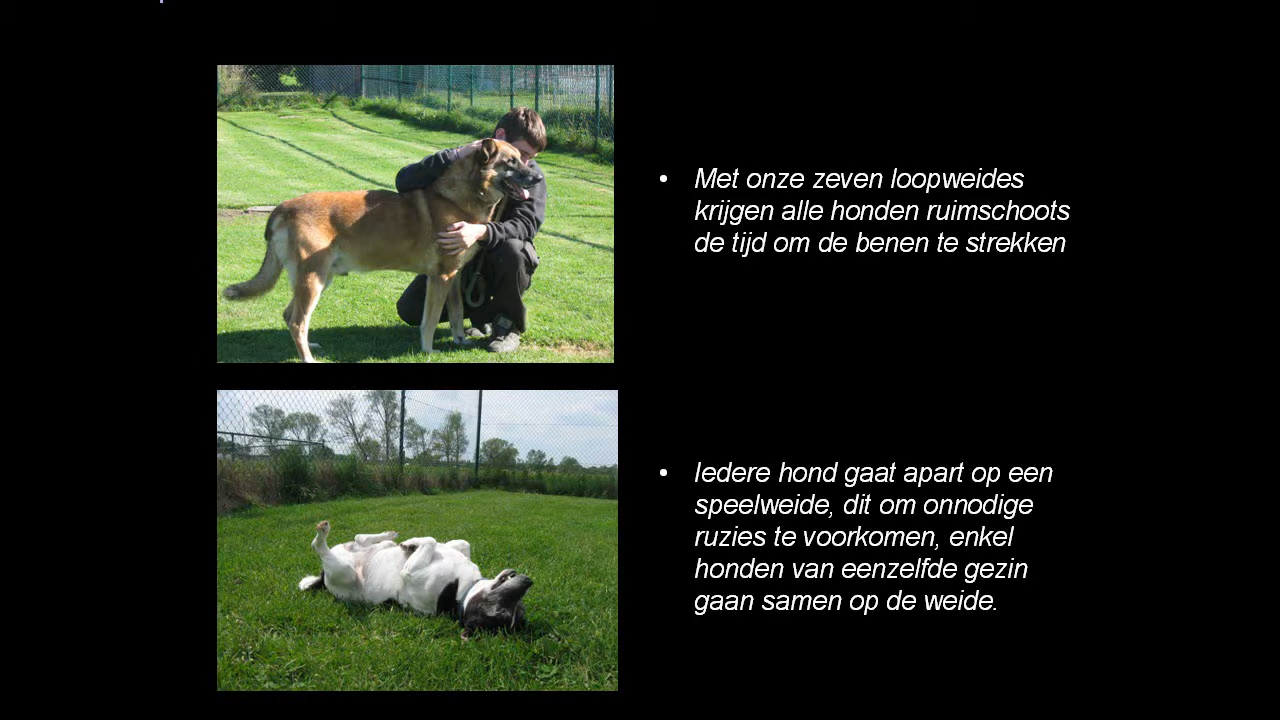 • Met onze zeven loopweides
krijgen alle honden ruimschoots
de tijd om de benen te strekken
• Iedere hond gaat apart op een
speelweide, dit om onnodige
ruzies te voorkomen, enkel
honden van eenzelfde gezin
gaan samen op de weide.